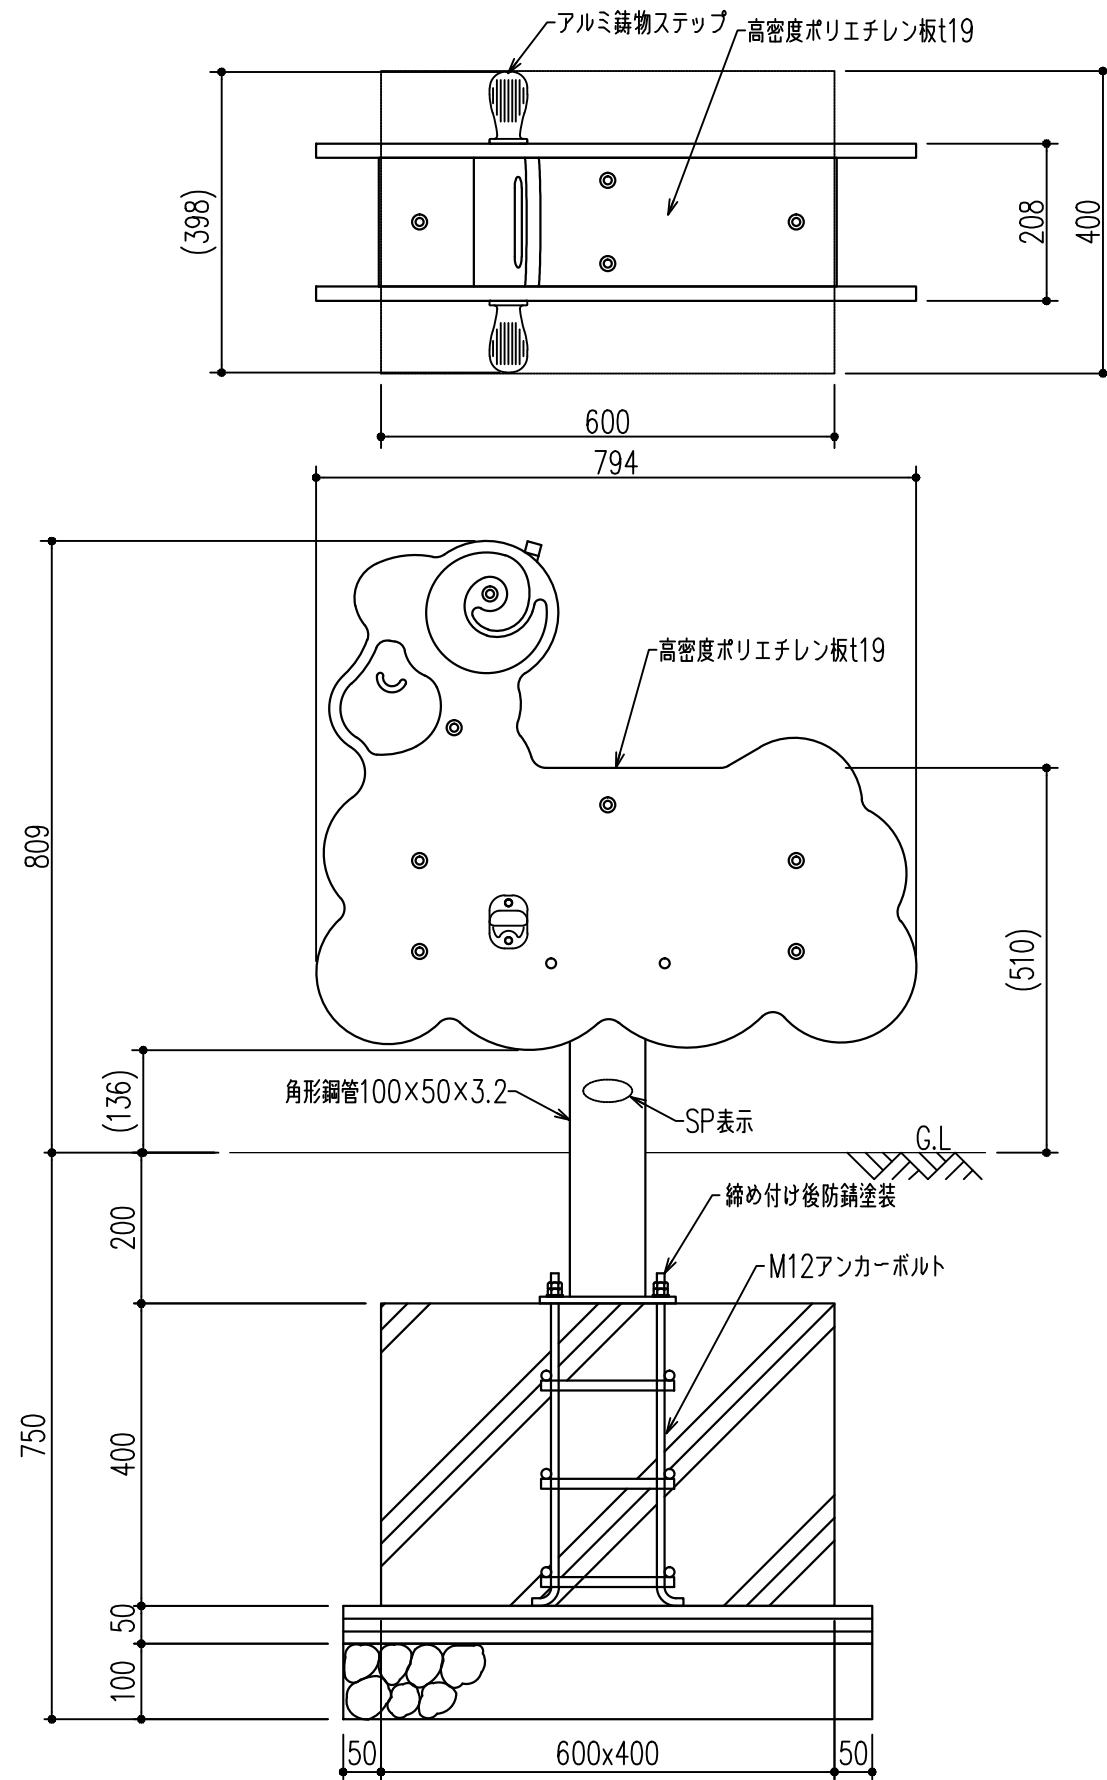 アルミ鋳物ステップ
高密度ポリエチレン板t19
(398)
208
400
600
794
高密度ポリエチレン板t19
809
(510)
(136)
角形鋼管100×50×3.2
SP表示
G.L
200
締め付け後防錆塗装
M12アンカーボルト
750
400
50
100
50
600x400
50